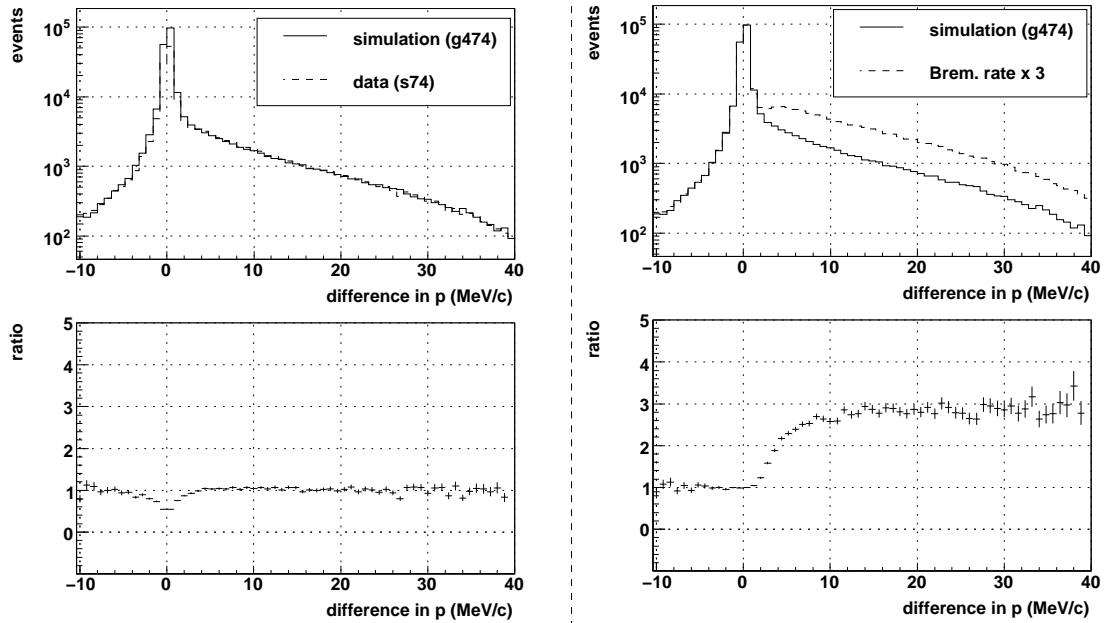 events
10^5
10^4
10^3
10^2
simulation (g474)
data (s74)
−10 0 10 20 30 40
difference in p (MeV/c)
ratio
5
4
3
2
1
0
−10 0 10 20 30 40
difference in p (MeV/c)
events
10^5
10^4
10^3
10^2
simulation (g474)
Brem. rate x 3
−10 0 10 20 30 40
difference in p (MeV/c)
ratio
5
4
3
2
1
0
−10 0 10 20 30 40
difference in p (MeV/c)